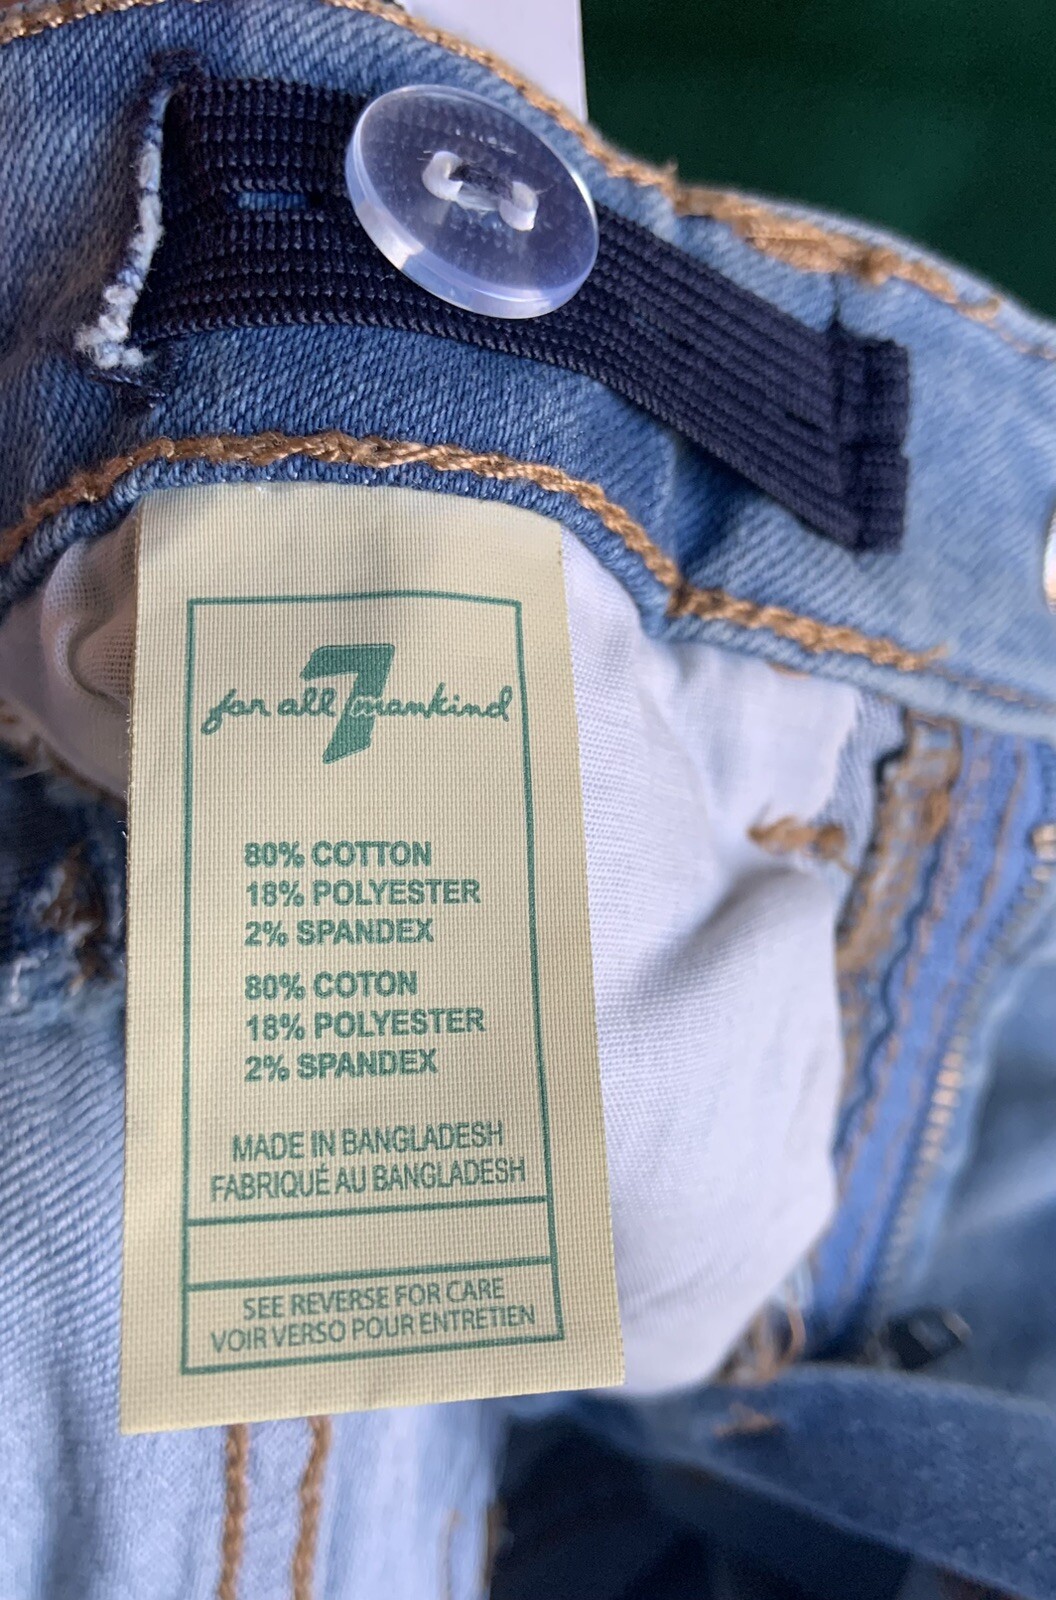 7
for all mankind
80% COTTON
18% POLYESTER
2% SPANDEX
80% COTON
18% POLYESTER
2% SPANDEX
MADE IN BANGLADESH
FABRIQUÉ AU BANGLADESH
SEE REVERSE FOR CARE
VOIR VERSO POUR ENTRETIEN